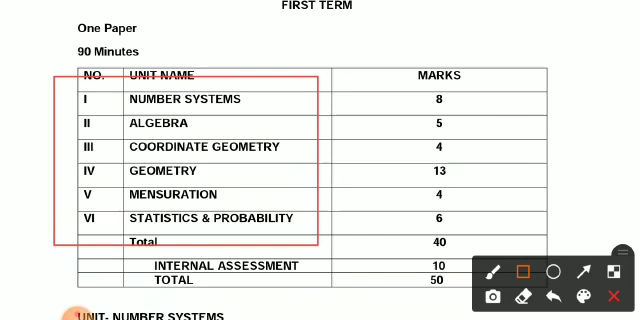 FIRST TERM
One Paper
90 Minutes
NO. UNIT NAME MARKS
I NUMBER SYSTEMS 8
II ALGEBRA 5
III COORDINATE GEOMETRY 4
IV GEOMETRY 13
V MENSURATION 4
VI STATISTICS & PROBABILITY 6
Total 40
INTERNAL ASSESSMENT 10
TOTAL 50
UNIT- NUMBER SYSTEMS